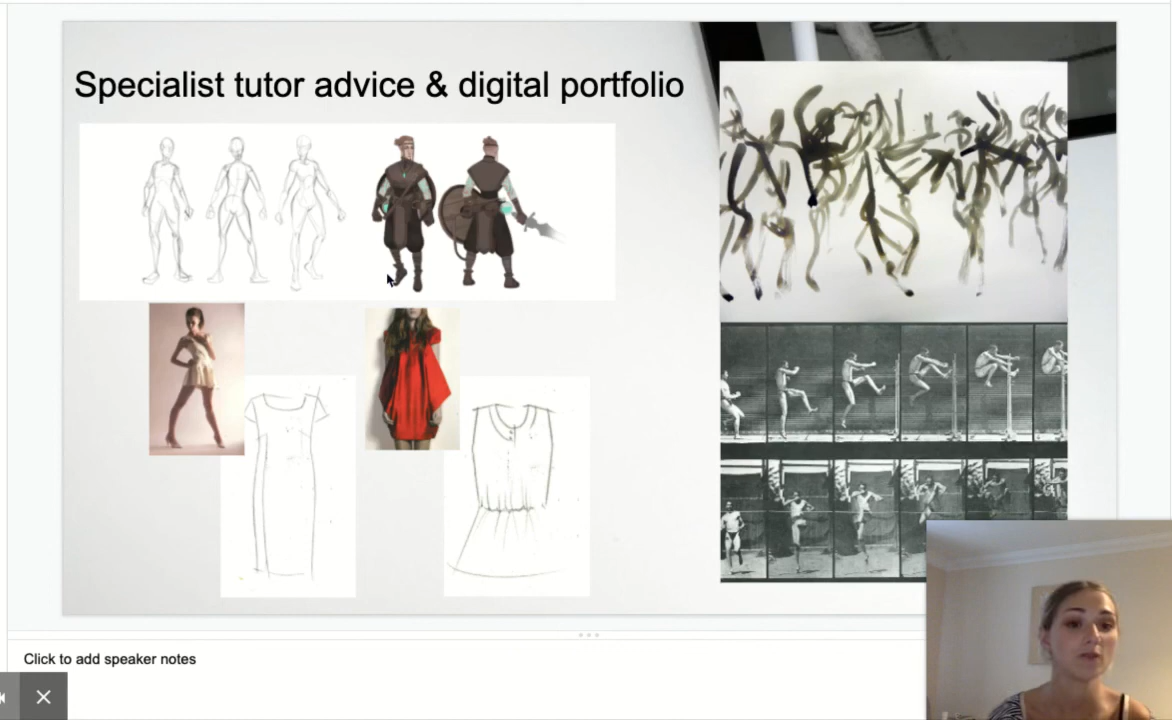 Specialist tutor advice & digital portfolio
Click to add speaker notes